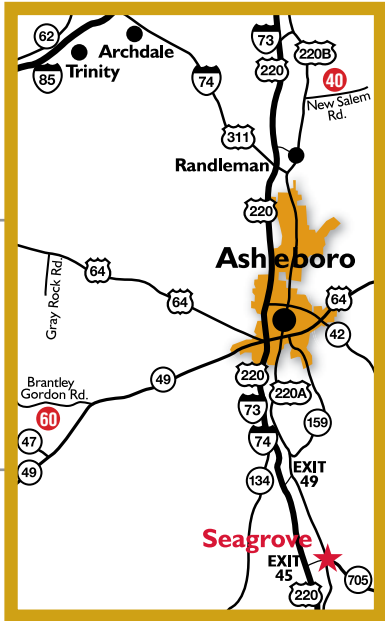 62
Archdale
Trinity
85
74
73
220
220B
40
New Salem
Rd.
311
Randleman
220
Asheboro
64
Gray Rock Rd.
64
64
42
49
Brantley
Gordon Rd.
60
47
49
220
220A
73
74
159
134
EXIT
49
Seagrove
EXIT
45
705
220